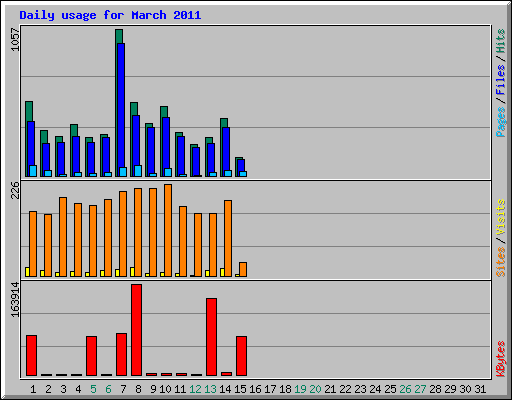 Daily usage for March 2011
1057
Pages / Files / Hits
226
Sites / Visits
163914
KBytes
1 2 3 4 5 6 7 8 9 10 11 12 13 14 15 16 17 18 19 20 21 22 23 24 25 26 27 28 29 30 31